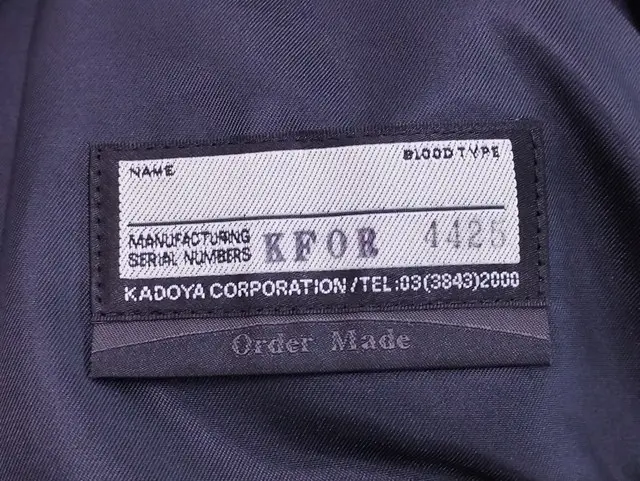 NAME BLOOD TYPE
MANUFACTURING
SERIAL NUMBERS KFOR 4425
KADOYA CORPORATION/TEL:03(3843)2000
Order Made